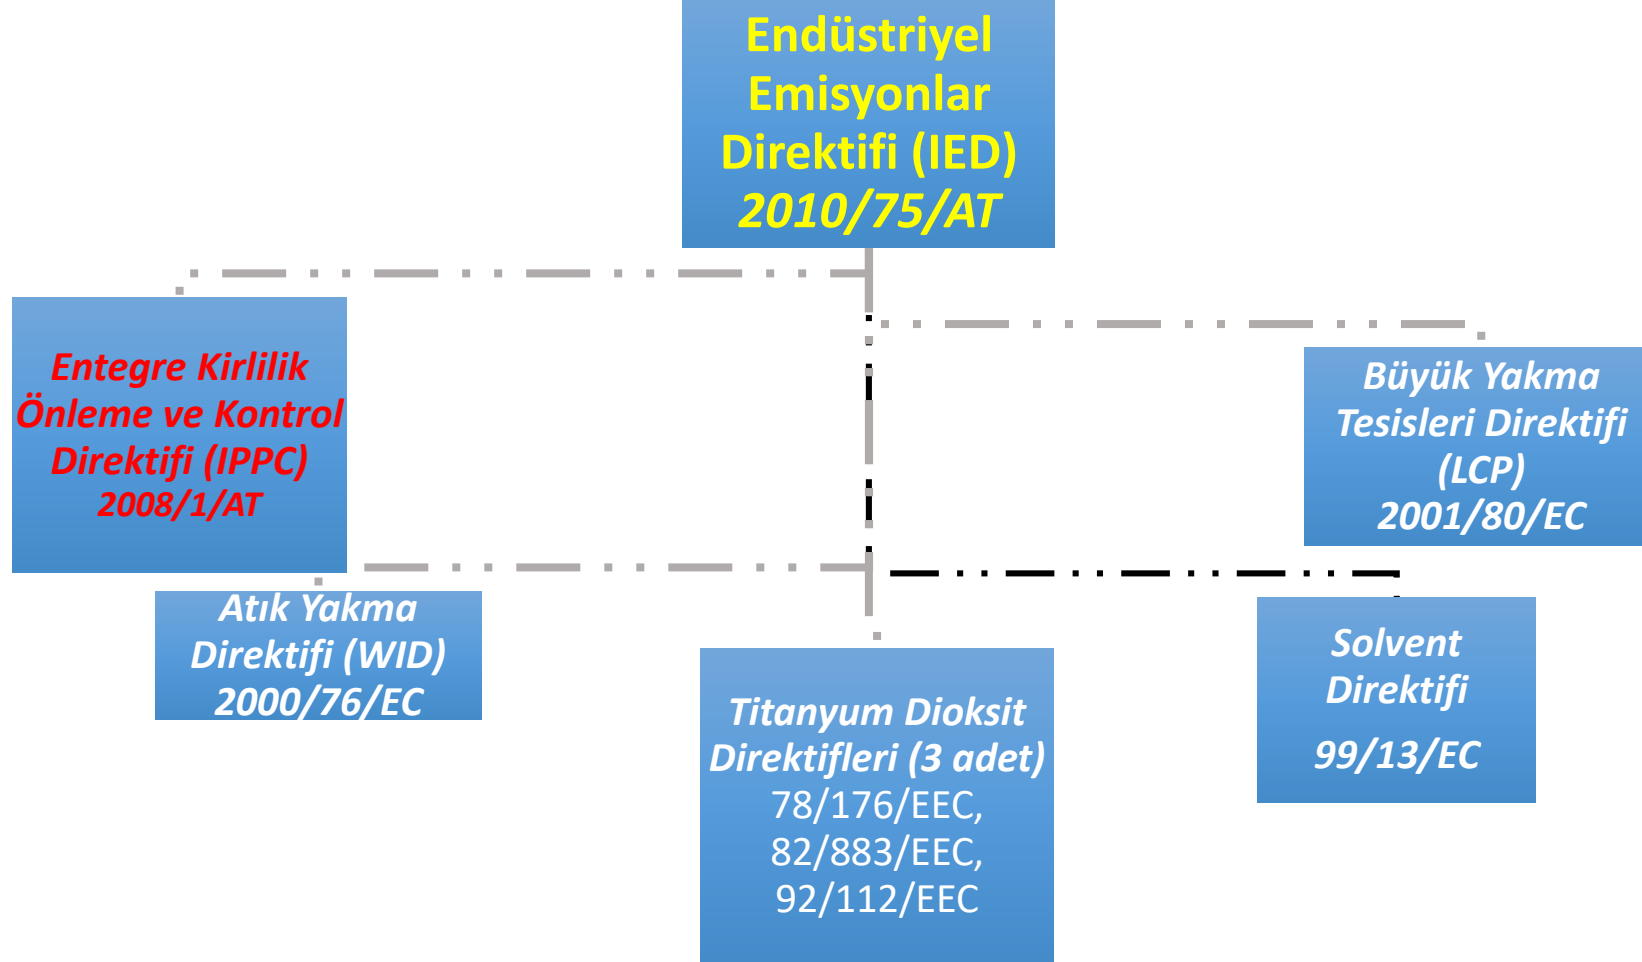 Endüstriyel
Emisyonlar
Direktifi (IED)
2010/75/AT
Entegre Kirlilik
Önleme ve Kontrol
Direktifi (IPPC)
2008/1/AT
Büyük Yakma
Tesisleri Direktifi
(LCP)
2001/80/EC
Atık Yakma
Direktifi (WID)
2000/76/EC
Titanyum Dioksit
Direktifleri (3 adet)
78/176/EEC,
82/883/EEC,
92/112/EEC
Solvent
Direktifi
99/13/EC